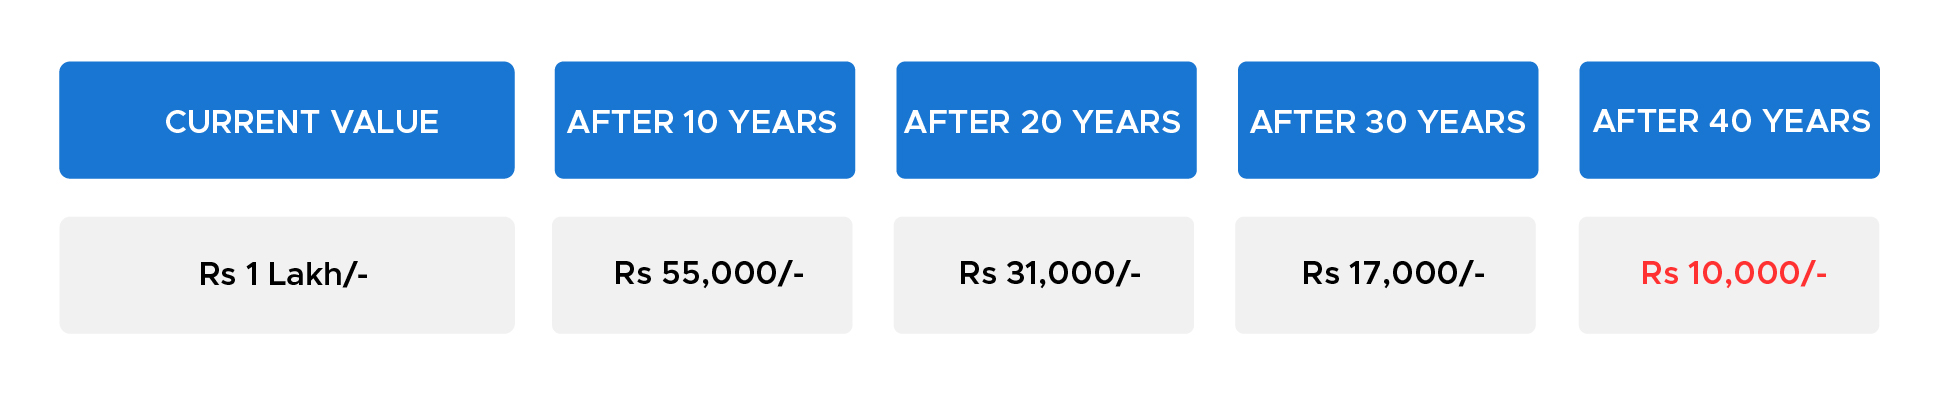 CURRENT VALUE
AFTER 10 YEARS
AFTER 20 YEARS
AFTER 30 YEARS
AFTER 40 YEARS
Rs 1 Lakh/-
Rs 55,000/-
Rs 31,000/-
Rs 17,000/-
Rs 10,000/-